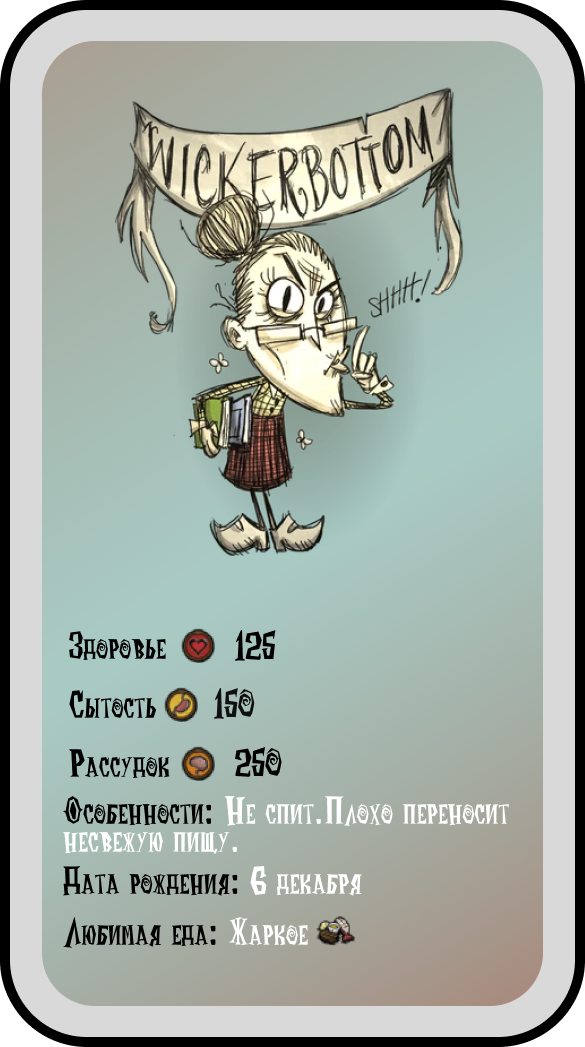 WICKERBOTTOM
SHHH!
Здоровье 125
Сытость 150
Рассудок 250
Особенности: Не спит.Плохо переносит
несвежую пищу.
Дата рождения: 6 декабря
Любимая еда: Жаркое